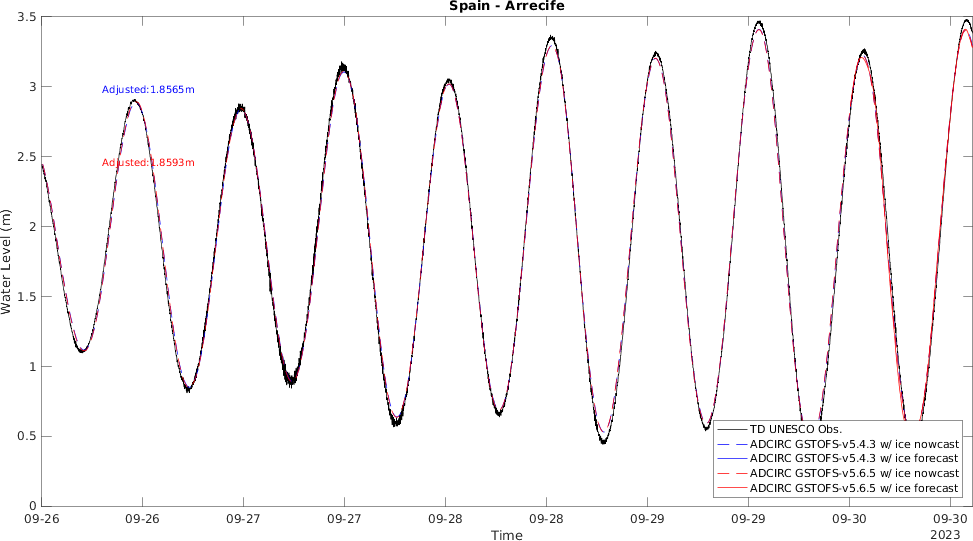 Spain - Arrecife
3.5
3
2.5
2
1.5
1
0.5
0
Water Level (m)
Adjusted:1.8565m
Adjusted:1.8593m
TD UNESCO Obs.
ADCIRC GSTOFS-v5.4.3 w/ ice nowcast
ADCIRC GSTOFS-v5.4.3 w/ ice forecast
ADCIRC GSTOFS-v5.6.5 w/ ice nowcast
ADCIRC GSTOFS-v5.6.5 w/ ice forecast
09-26 09-26 09-27 09-27 09-28 09-28 09-29 09-29 09-30 09-30
2023
Time